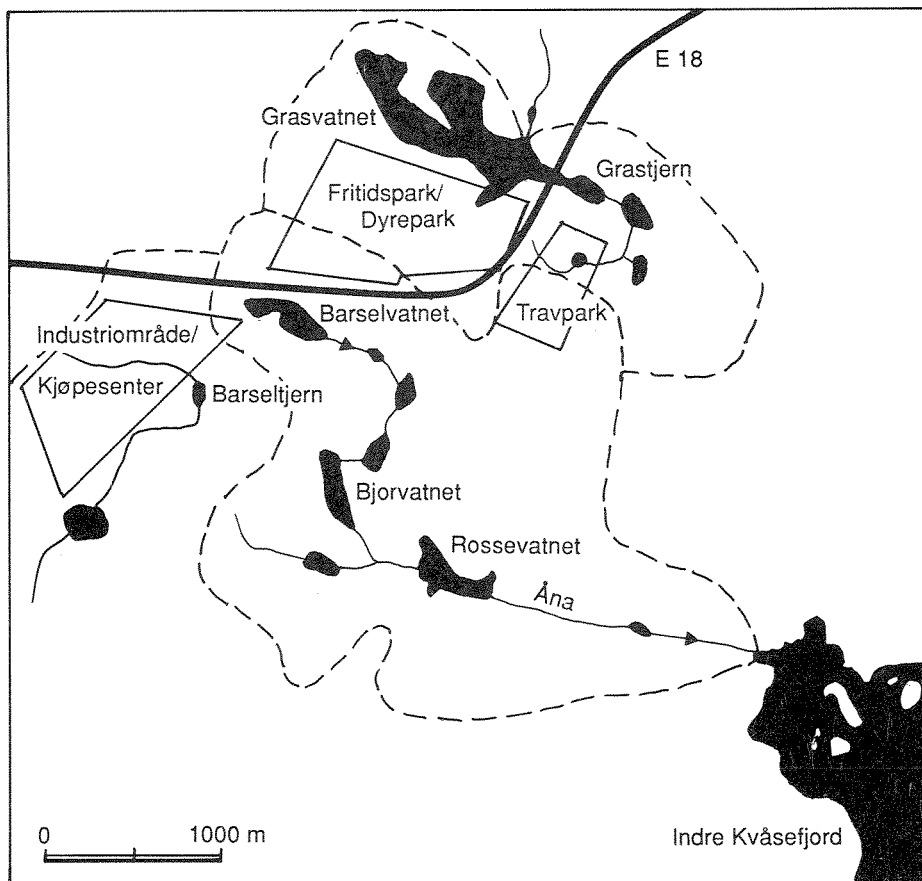 E 18
Grasvatnet
Grastjern
Fritidspark/
Dyrepark
Barselvatnet
Travpark
Industriområde/
Kjøpesenter
Barseltjern
Bjorvatnet
Rossevatnet
Åna
0 1000 m
Indre Kvåsefjord